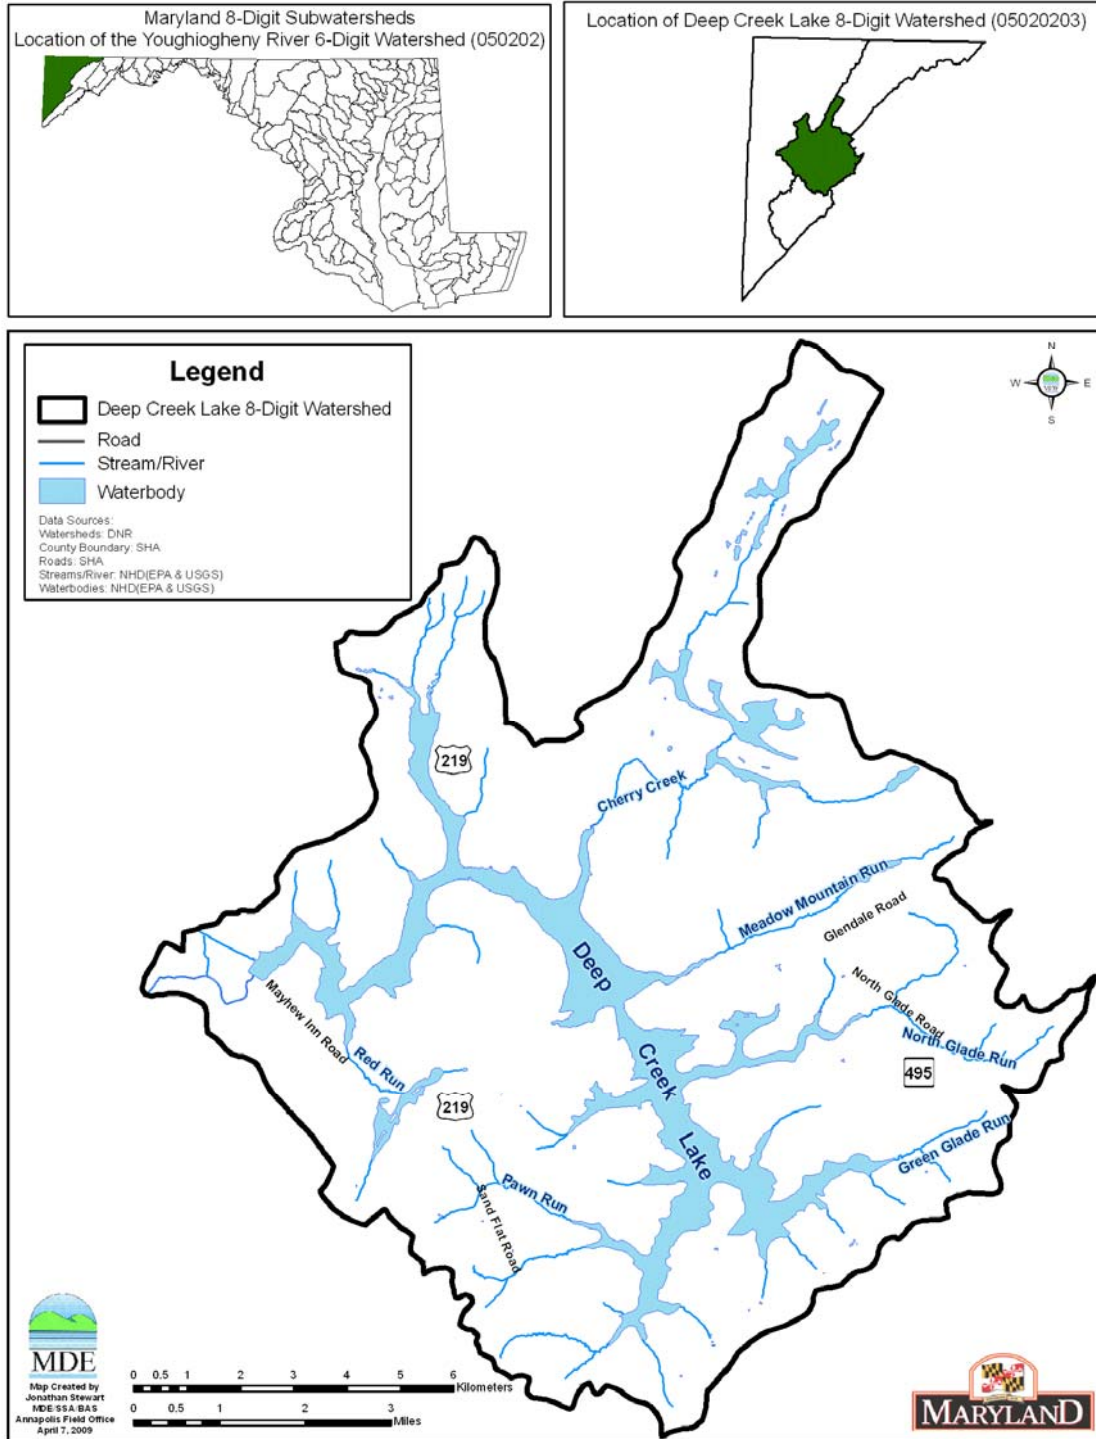 Maryland 8-Digit Subwatersheds
Location of the Youghiogheny River 6-Digit Watershed (050202)
Location of Deep Creek Lake 8-Digit Watershed (05020203)
Legend
Deep Creek Lake 8-Digit Watershed
Road
Stream/River
Waterbody
Data Sources:
Watersheds: DNR
County Boundary: SHA
Roads: SHA
Streams/River: NHD(EPA & USGS)
Waterbodies: NHD(EPA & USGS)
N
W
E
S
219
Cherry Creek
Meadow Mountain Run
Glendale Road
Deep
Creek
Lake
North Glade Road
North Glade Run
495
Mayhew Inn Road
Red Run
219
Green Glade Run
Pawn Run
Sand Flat Road
MDE
Map Created by
Jonathan Stewart
MDE/SSA/BAS
Annapolis Field Office
April 7, 2009
0 0.5 1 2 3 4 5 6
Kilometers
0 0.5 1 2 3
Miles
MARYLAND